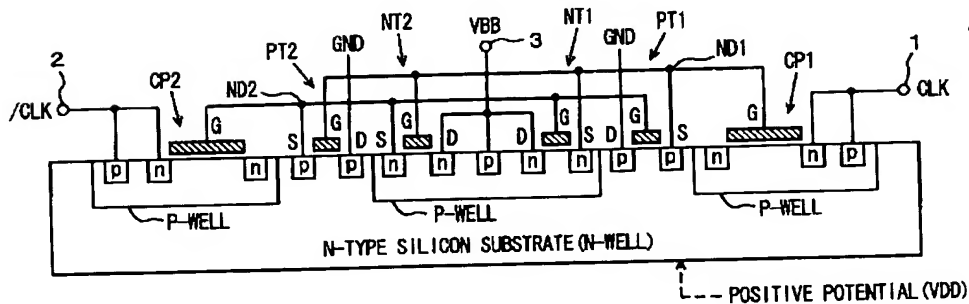 NT2 VBB 3 NT1 PT1
2 PT2 GND GND ND1 1
CP2 CP1
/CLK ND2 CLK
G G G G G G
S D S D D S D S
p n n p p n n p n n p p n n p
P-WELL P-WELL P-WELL
N-TYPE SILICON SUBSTRATE(N-WELL)
POSITIVE POTENTIAL(VDD)